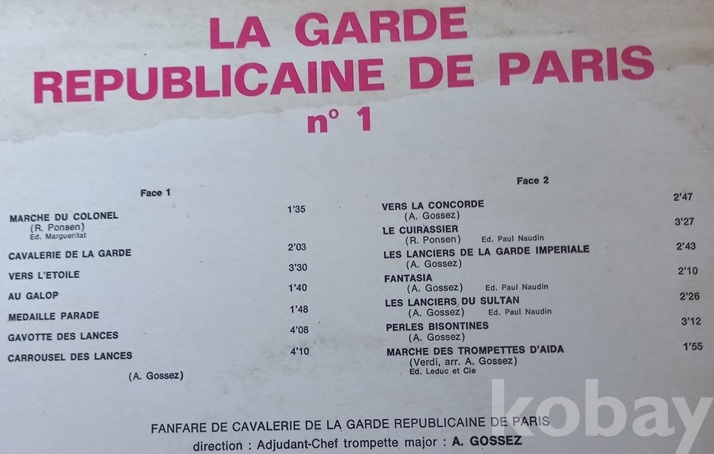 LA GARDE
REPUBLICAINE DE PARIS
n° 1
Face 1
MARCHE DU COLONEL 1'35
(R. Ponsen)
Ed. Margueritat
CAVALERIE DE LA GARDE 2'03
VERS L'ETOILE 3'30
AU GALOP 1'40
MEDAILLE PARADE 1'48
GAVOTTE DES LANCES 4'08
CARROUSEL DES LANCES 4'10
(A. Gossez)
Face 2
VERS LA CONCORDE 2'47
(A. Gossez)
LE CUIRASSIER 3'27
(R. Ponsen) Ed. Paul Naudin
LES LANCIERS DE LA GARDE IMPERIALE 2'43
(A. Gossez)
FANTASIA 2'10
(A. Gossez) Ed. Paul Naudin
LES LANCIERS DU SULTAN 2'26
(A. Gossez) Ed. Paul Naudin
PERLES BISONTINES 3'12
(A. Gossez)
MARCHE DES TROMPETTES D'AIDA 1'55
(Verdi, arr. A. Gossez)
Ed. Leduc et Cie
FANFARE DE CAVALERIE DE LA GARDE REPUBLICAINE DE PARIS
direction : Adjudant-Chef trompette major : A. GOSSEZ
kobay